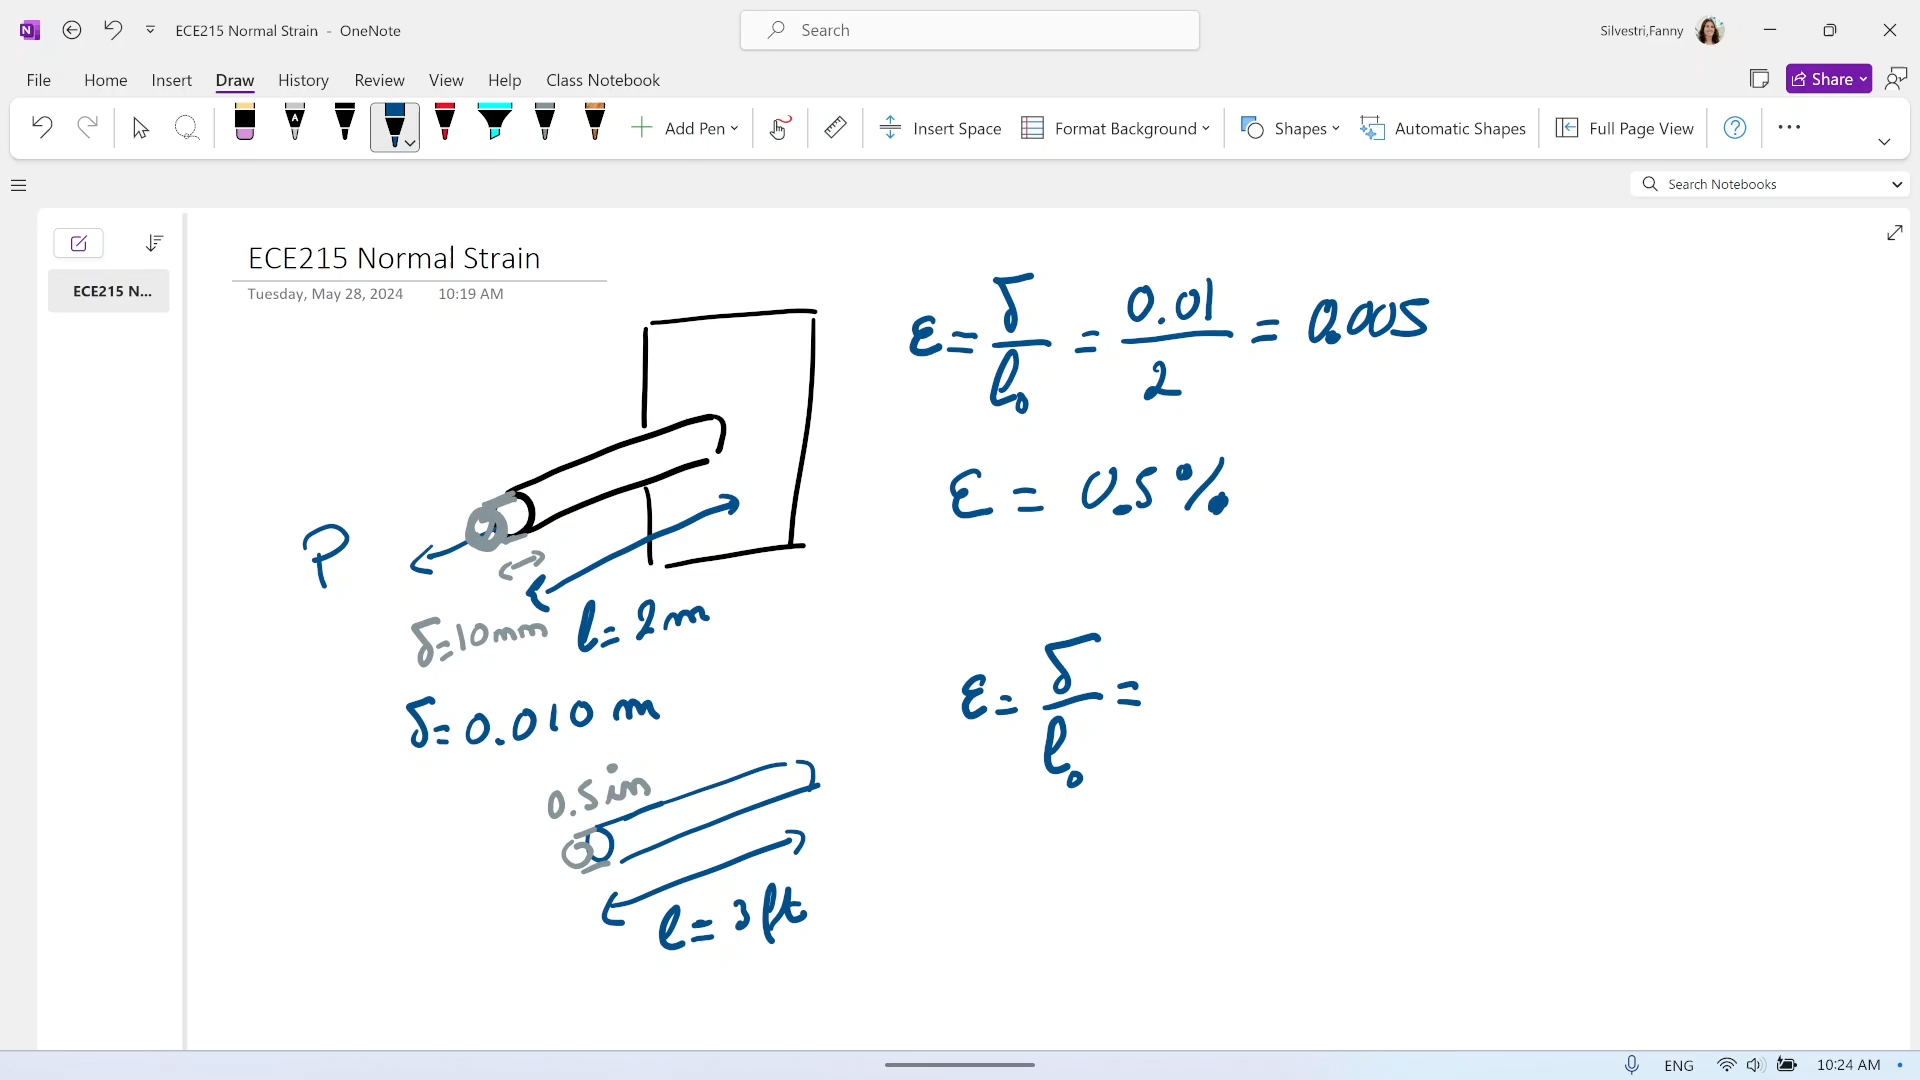 ECE215 Normal Strain - OneNote
Search
Silvestri,Fanny
File Home Insert Draw History Review View Help Class Notebook
Share
Add Pen
Insert Space
Format Background
Shapes
Automatic Shapes
Full Page View
Search Notebooks
ECE215 N...
ECE215 Normal Strain
Tuesday, May 28, 2024 10:19 AM
ε = δ/l₀ = 0.01/2 = 0.005
ε = 0.5%
P
δ=10mm
l= 2m
δ= 0.010 m
ε = δ/l₀ =
0.5in
l= 3ft
ENG
10:24 AM